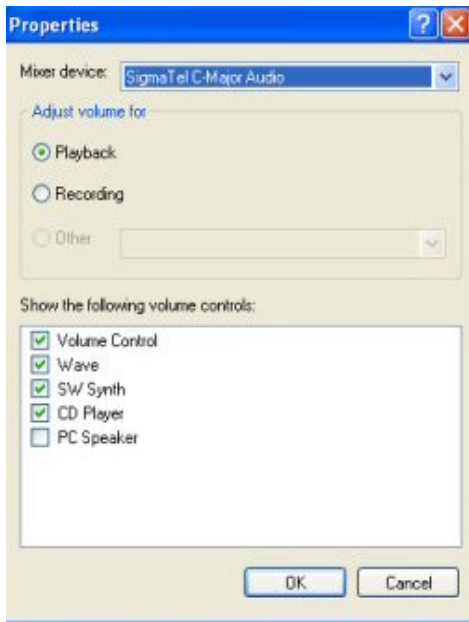 Properties
Mixer device: SigmaTel C-Major Audio
Adjust volume for
Playback
Recording
Other
Show the following volume controls:
Volume Control
Wave
SW Synth
CD Player
PC Speaker
OK Cancel